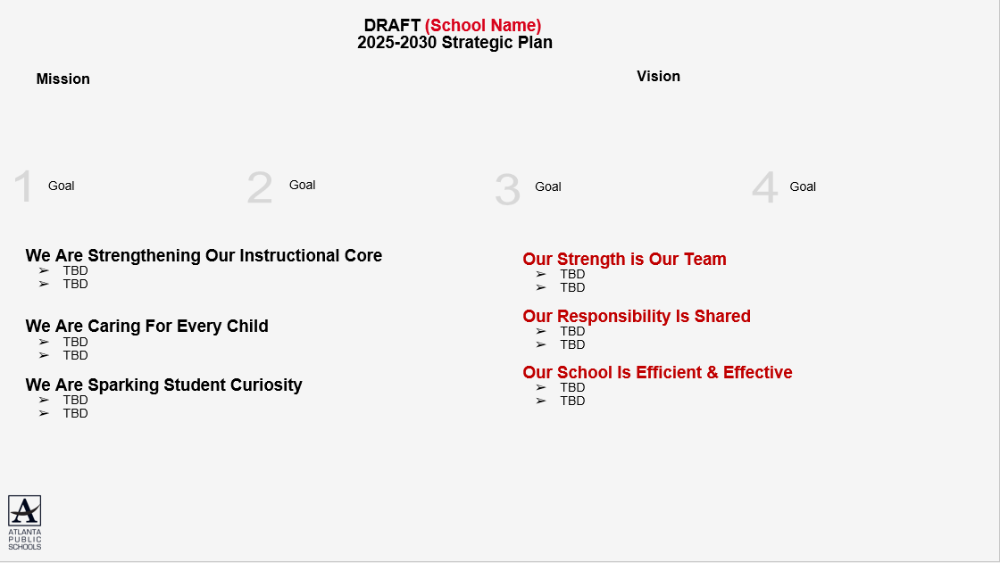 DRAFT (School Name)
2025-2030 Strategic Plan
Mission
Vision
1 Goal
2 Goal
3 Goal
4 Goal
We Are Strengthening Our Instructional Core
➢ TBD
➢ TBD
We Are Caring For Every Child
➢ TBD
➢ TBD
We Are Sparking Student Curiosity
➢ TBD
➢ TBD
Our Strength is Our Team
➢ TBD
➢ TBD
Our Responsibility Is Shared
➢ TBD
➢ TBD
Our School Is Efficient & Effective
➢ TBD
➢ TBD
A
ATLANTA
PUBLIC
SCHOOLS